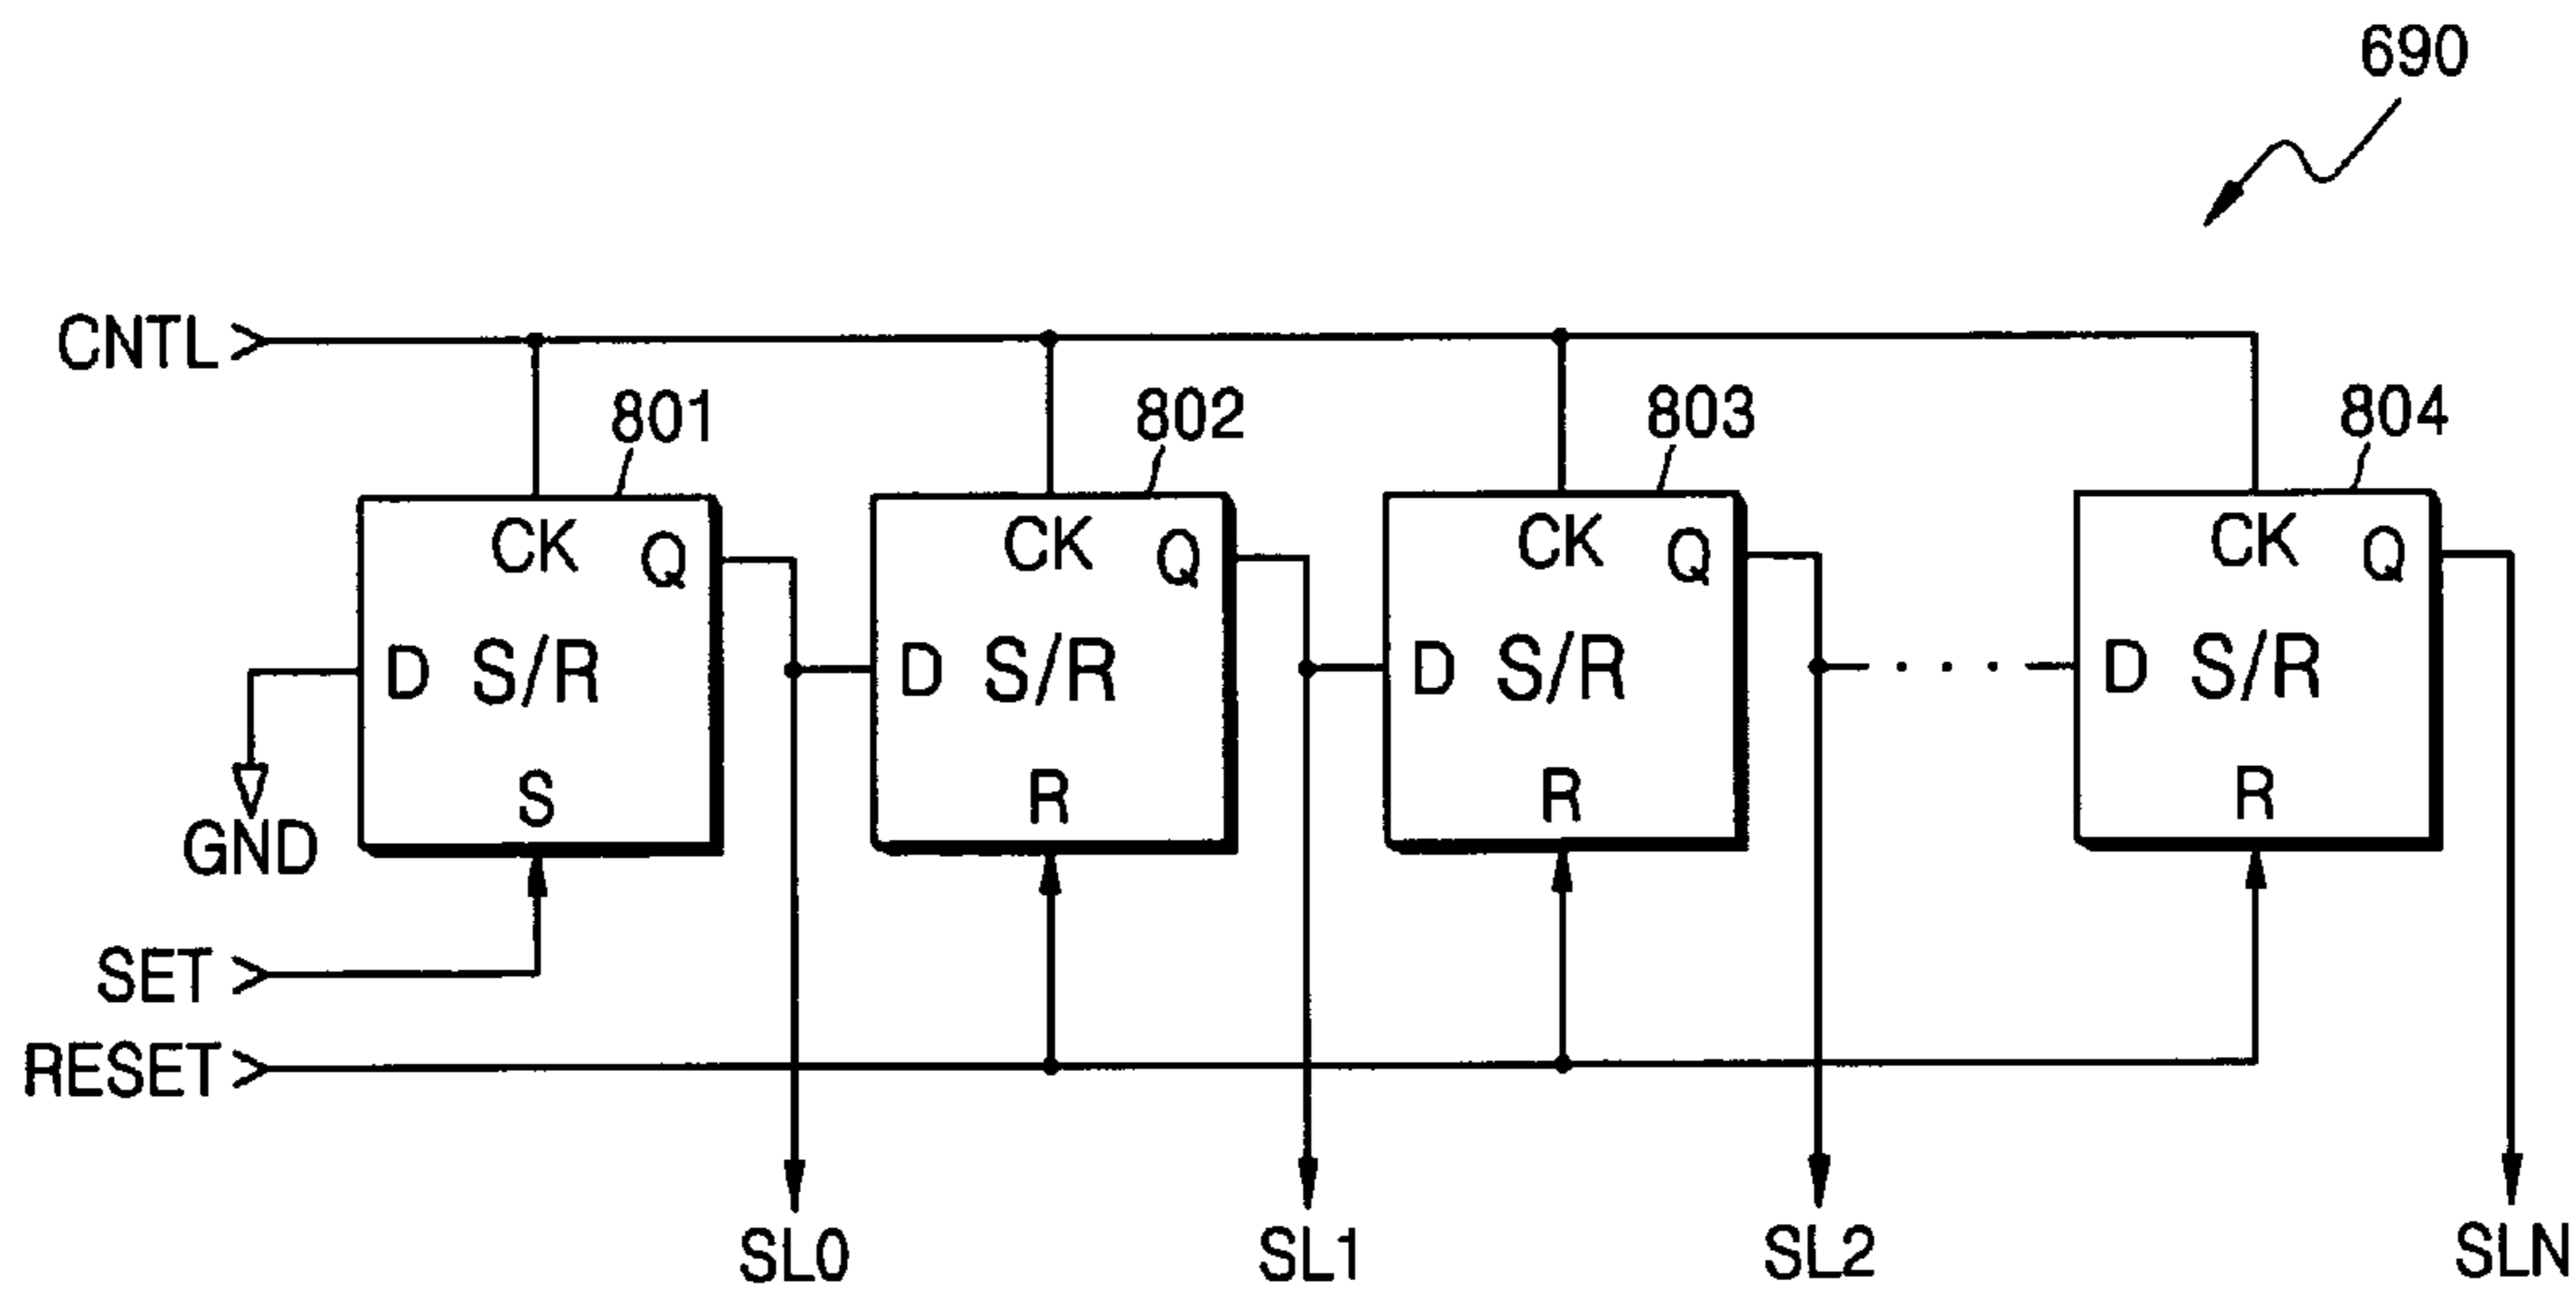 690
CNTL
801 802 803 804
CK Q CK Q CK Q CK Q
D S/R D S/R D S/R D S/R
S R R R
GND
SET
RESET
SL0 SL1 SL2 SLN